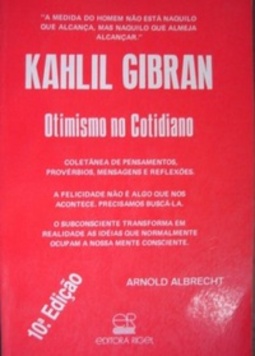 "A MEDIDA DO HOMEM NÃO ESTÁ NAQUILO
QUE ALCANÇA, MAS NAQUILO QUE ALMEJA
ALCANÇAR."
KAHLIL GIBRAN
Otimismo no Cotidiano
COLETÂNEA DE PENSAMENTOS,
PROVÉRBIOS, MENSAGENS E REFLEXÕES.
A FELICIDADE NÃO É ALGO QUE NOS
ACONTECE. PRECISAMOS BUSCÁ-LA.
O SUBCONSCIENTE TRANSFORMA EM
REALIDADE AS IDÉIAS QUE NORMALMENTE
OCUPAM A NOSSA MENTE CONSCIENTE.
10ª Edição
ARNOLD ALBRECHT
ER
EDITORA RIGEL